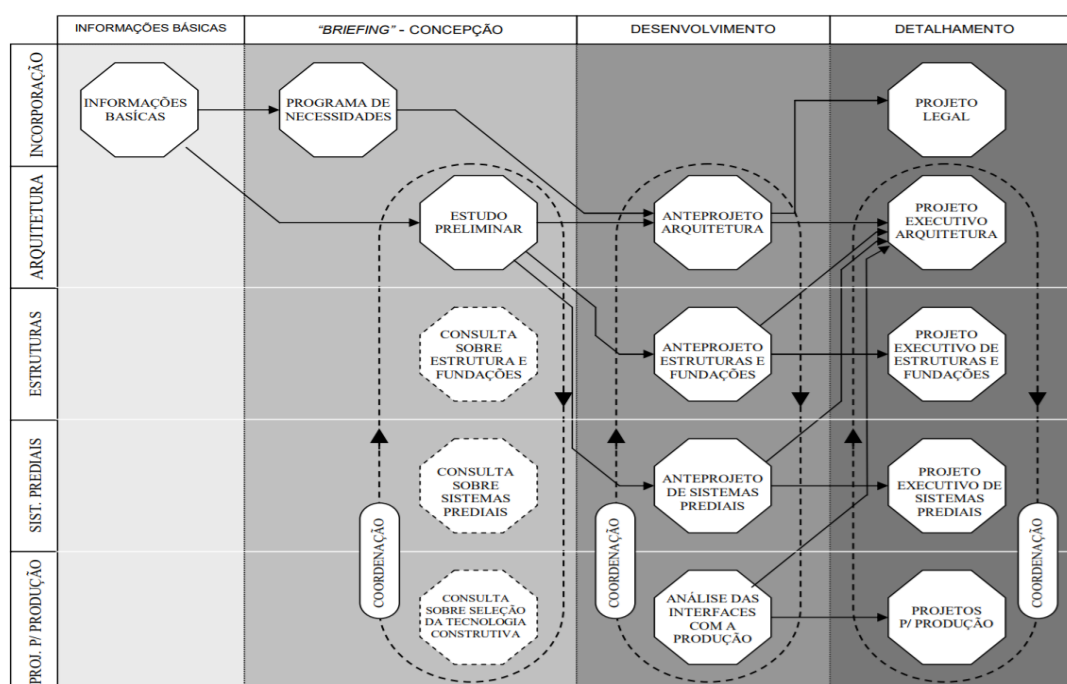 INFORMAÇÕES BÁSICAS
"BRIEFING" - CONCEPÇÃO
DESENVOLVIMENTO
DETALHAMENTO
INCORPORAÇÃO
INFORMAÇÕES
BASÍCAS
PROGRAMA DE
NECESSIDADES
PROJETO
LEGAL
ARQUITETURA
ESTUDO
PRELIMINAR
ANTEPROJETO
ARQUITETURA
PROJETO
EXECUTIVO
ARQUITETURA
ESTRUTURAS
CONSULTA
SOBRE
ESTRUTURA E
FUNDAÇÕES
ANTEPROJETO
ESTRUTURAS E
FUNDAÇÕES
PROJETO
EXECUTIVO DE
ESTRUTURAS E
FUNDAÇÕES
SIST. PREDIAIS
CONSULTA
SOBRE
SISTEMAS
PREDIAIS
ANTEPROJETO
DE SISTEMAS
PREDIAIS
PROJETO
EXECUTIVO DE
SISTEMAS
PREDIAIS
COORDENAÇÃO
COORDENAÇÃO
COORDENAÇÃO
PROJ. P/ PRODUÇÃO
CONSULTA
SOBRE SELEÇÃO
DA TECNOLOGIA
CONSTRUTIVA
ANÁLISE DAS
INTERFACES
COM A
PRODUÇÃO
PROJETOS
P/ PRODUÇÃO